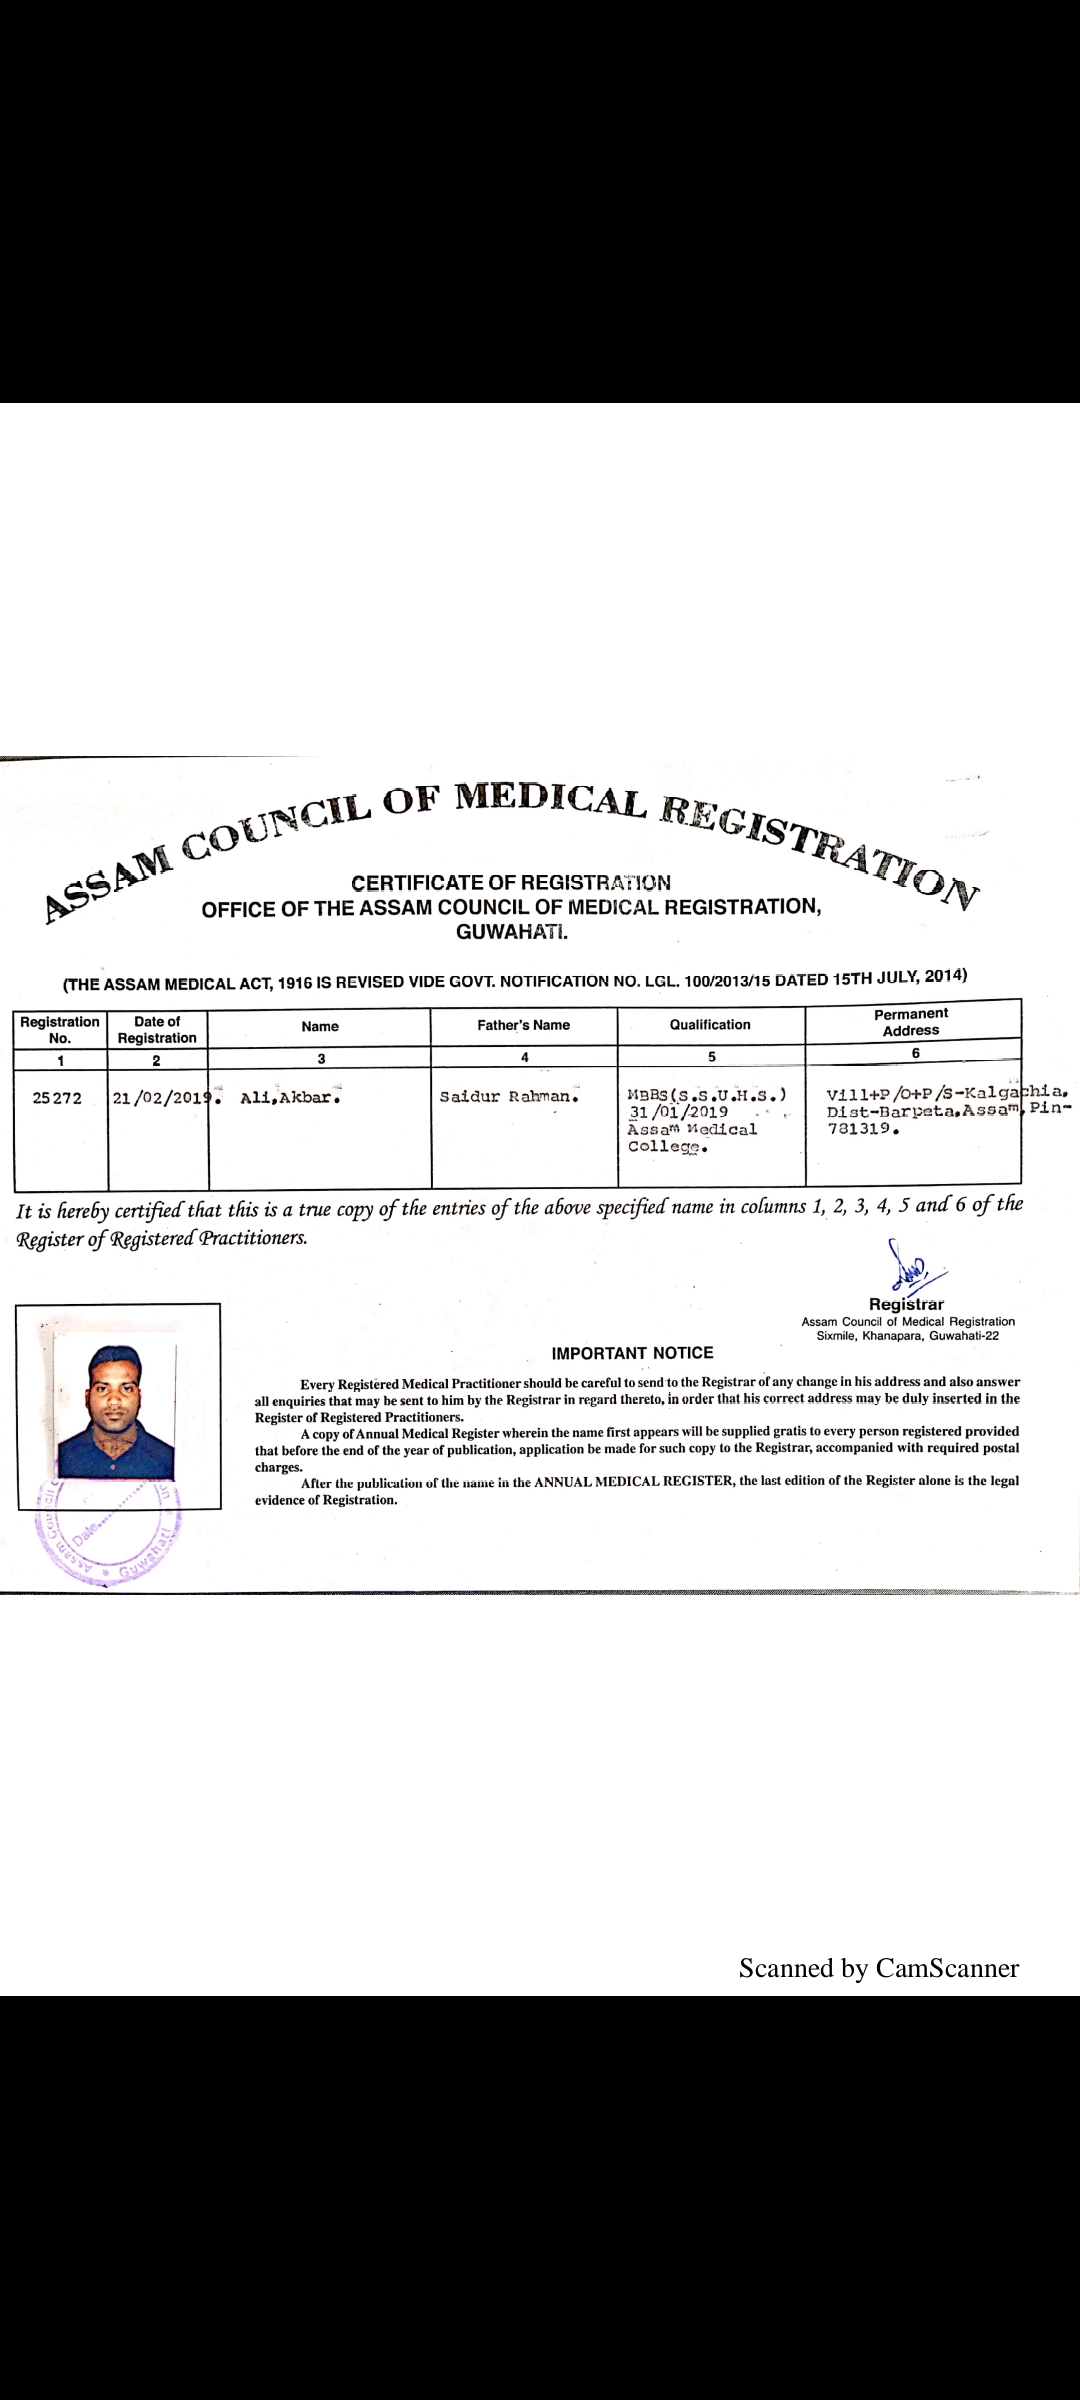 ASSAM COUNCIL OF MEDICAL REGISTRATION
CERTIFICATE OF REGISTRATION
OFFICE OF THE ASSAM COUNCIL OF MEDICAL REGISTRATION,
GUWAHATI.
(THE ASSAM MEDICAL ACT, 1916 IS REVISED VIDE GOVT. NOTIFICATION NO. LGL. 100/2013/15 DATED 15TH JULY, 2014)
Registration No. Date of Registration Name Father's Name Qualification Permanent Address
1 2 3 4 5 6
25272 21/02/2019. Ali,Akbar. Saidur Rahman. MBBS(S.S.U.H.S.) Vill+P/O+P/S-Kalgachia,
31/01/2019 Dist-Barpeta,Assam,Pin-
Assam Medical 781319.
College.
It is hereby certified that this is a true copy of the entries of the above specified name in columns 1, 2, 3, 4, 5 and 6 of the
Register of Registered Practitioners.
Registrar
Assam Council of Medical Registration
Sixmile, Khanapara, Guwahati-22
IMPORTANT NOTICE
Every Registered Medical Practitioner should be careful to send to the Registrar of any change in his address and also answer
all enquiries that may be sent to him by the Registrar in regard thereto, in order that his correct address may be duly inserted in the
Register of Registered Practitioners.
A copy of Annual Medical Register wherein the name first appears will be supplied gratis to every person registered provided
that before the end of the year of publication, application be made for such copy to the Registrar, accompanied with required postal
charges.
After the publication of the name in the ANNUAL MEDICAL REGISTER, the last edition of the Register alone is the legal
evidence of Registration.
Assam Council
Date
* Guwahati
Scanned by CamScanner